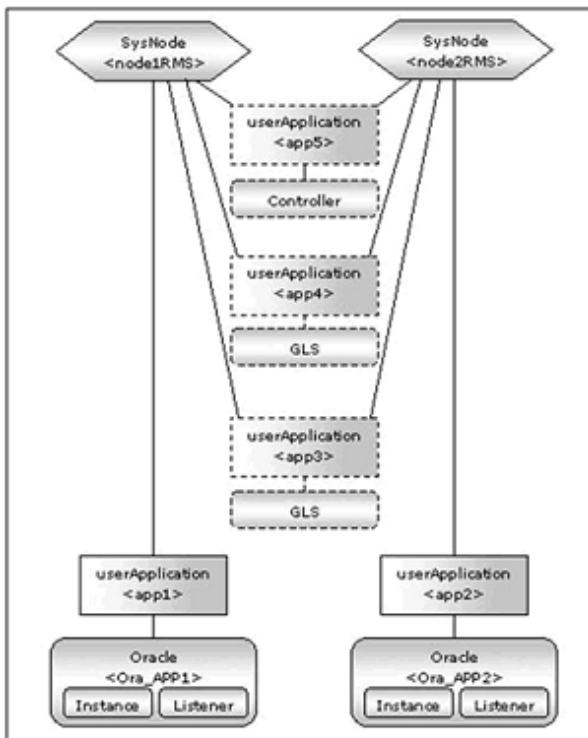 SysNode
<node1RMS>
SysNode
<node2RMS>
userApplication
<app5>
Controller
userApplication
<app4>
GLS
userApplication
<app3>
GLS
userApplication
<app1>
userApplication
<app2>
Oracle
<Ora_APP1>
Instance
Listener
Oracle
<Ora_APP2>
Instance
Listener